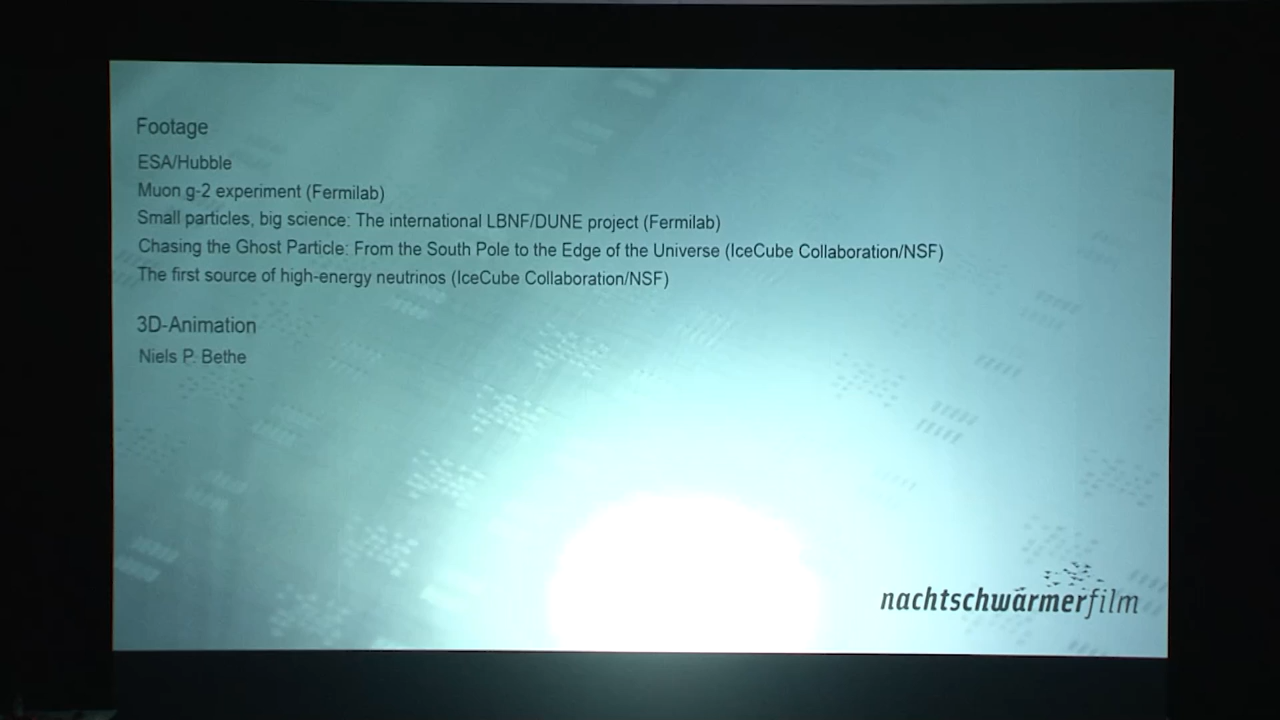 Footage
ESA/Hubble
Muon g-2 experiment (Fermilab)
Small particles, big science: The international LBNF/DUNE project (Fermilab)
Chasing the Ghost Particle: From the South Pole to the Edge of the Universe (IceCube Collaboration/NSF)
The first source of high-energy neutrinos (IceCube Collaboration/NSF)
3D-Animation
Niels P. Bethe
nachtschwärmerfilm